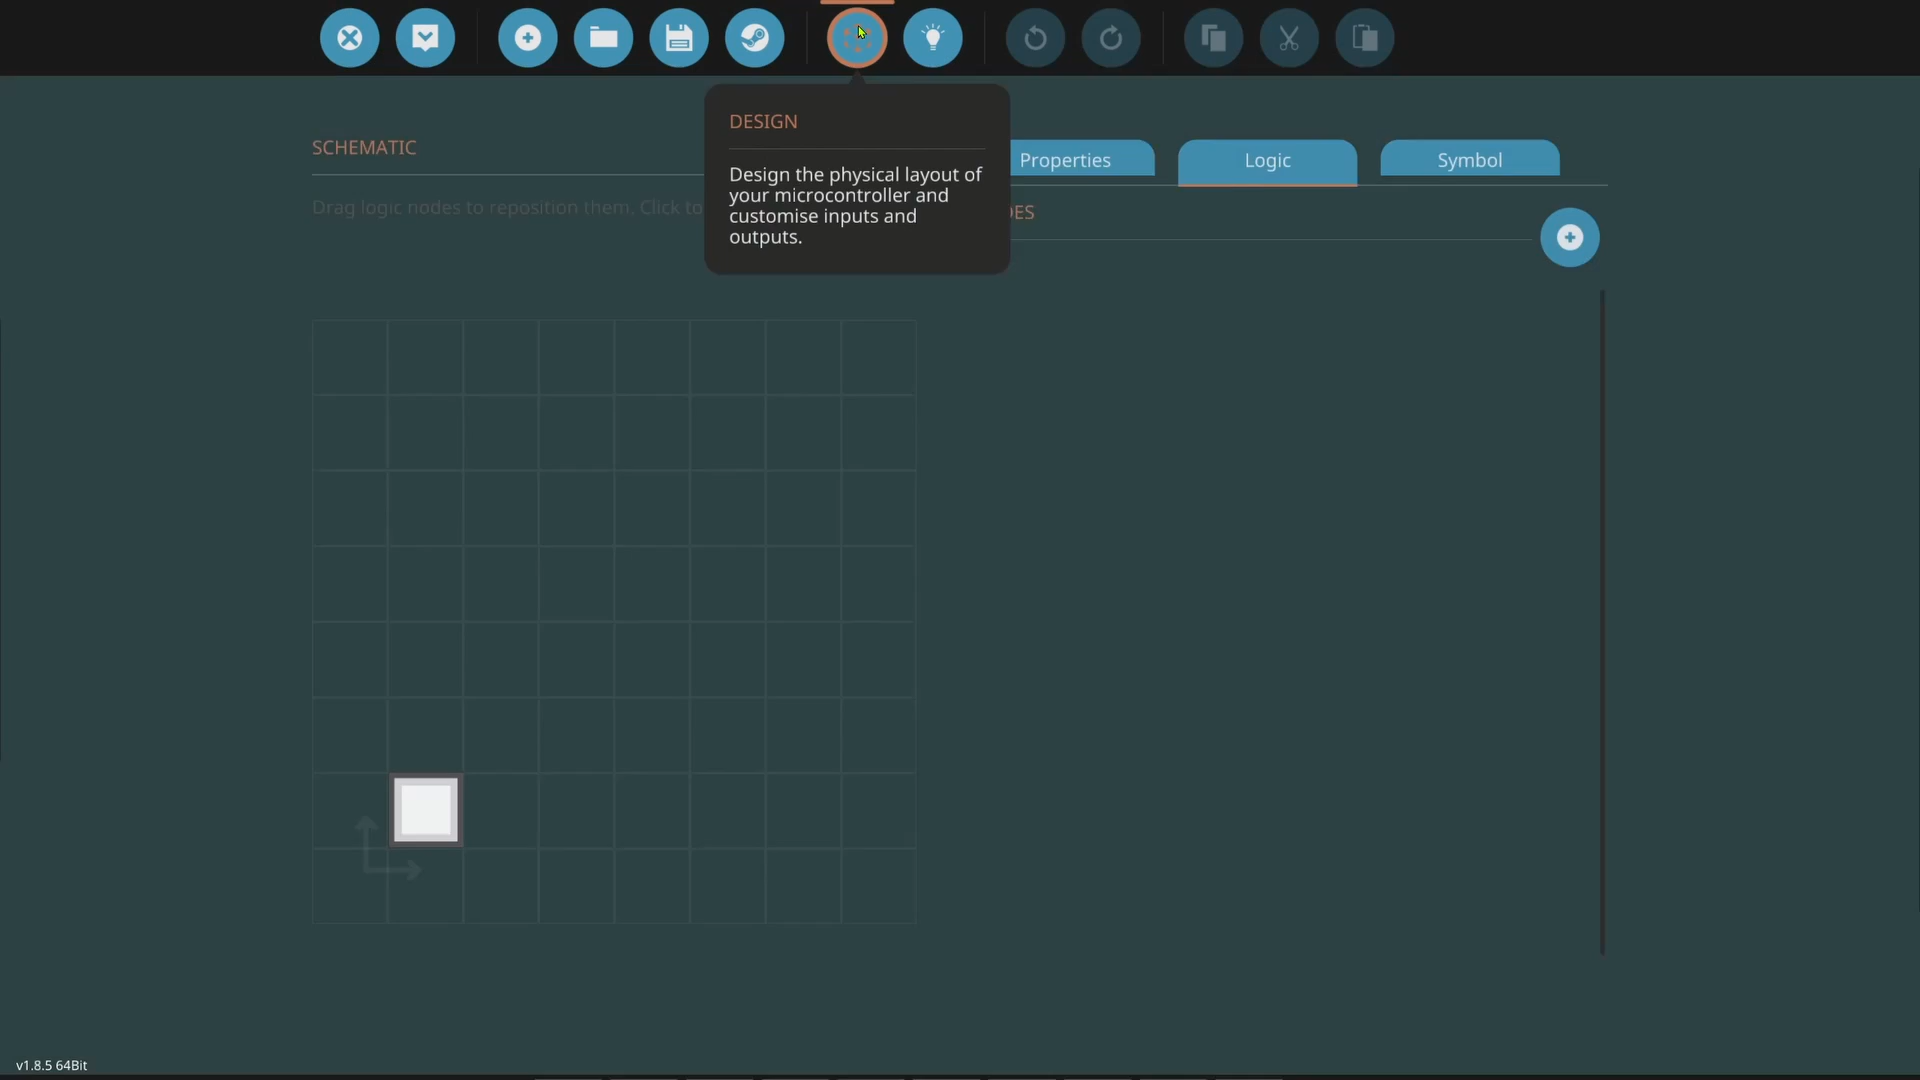 DESIGN
Design the physical layout of
your microcontroller and
customise inputs and
outputs.
SCHEMATIC
Drag logic nodes to reposition them. Click to
Properties
Logic
Symbol
v1.8.5 64Bit